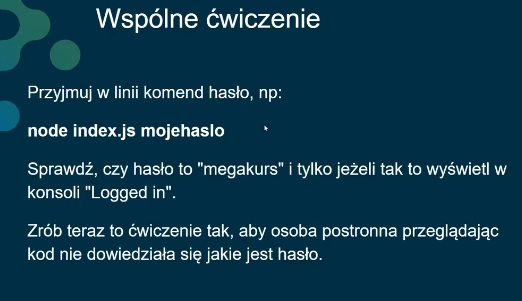 Wspólne ćwiczenie
Przyjmuj w linii komend hasło, np:
node index.js mojehaslo
Sprawdź, czy hasło to "megakurs" i tylko jeżeli tak to wyświetl w
konsoli "Logged in".
Zrób teraz to ćwiczenie tak, aby osoba postronna przeglądając
kod nie dowiedziała się jakie jest hasło.